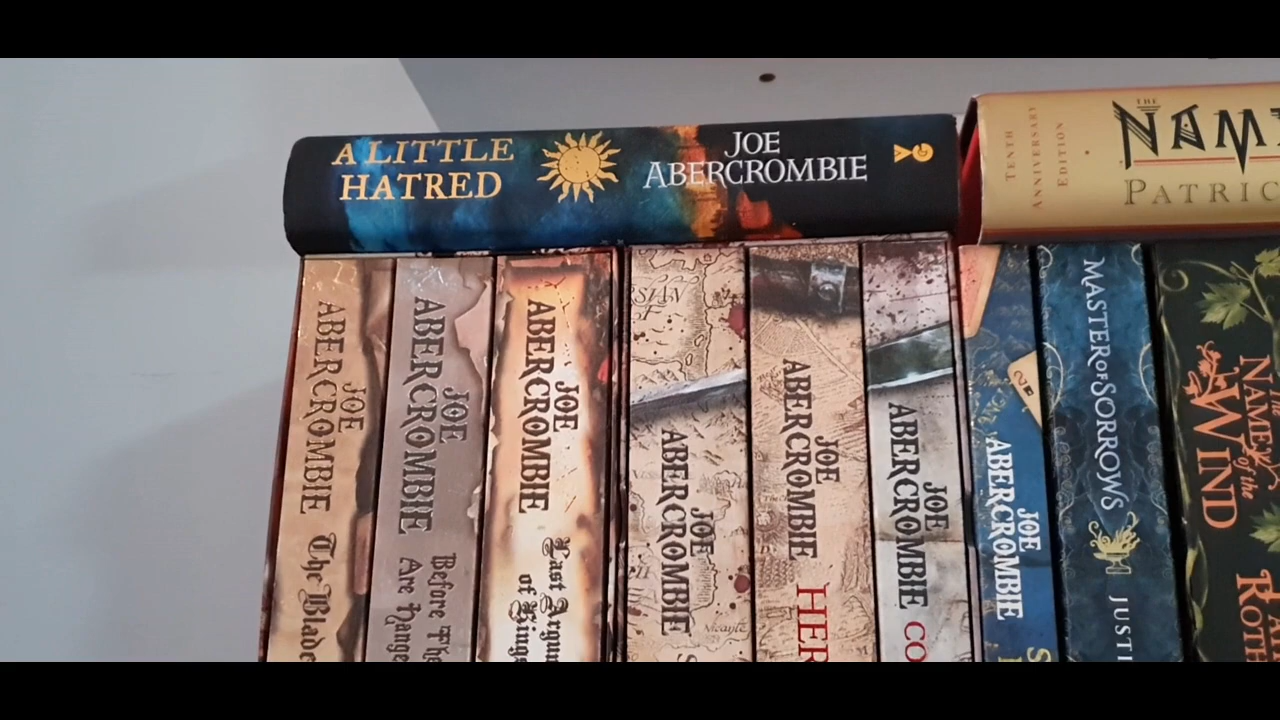 A LITTLE
HATRED
JOE
ABERCROMBIE
TENTH
ANNIVERSARY
EDITION
THE
NAM
PATRIC
JOE
ABERCROMBIE
The Blade
JOE
ABERCROMBIE
Before The
Are Hange
JOE
ABERCROMBIE
Last Argum
of Kings
JOE
ABERCROMBIE
JOE
ABERCROMBIE
HER
JOE
ABERCROMBIE
CO
JOE
ABERCROMBIE
MASTER OF SORROWS
JUSTI
The
NAME
of the
WIND
ROTH